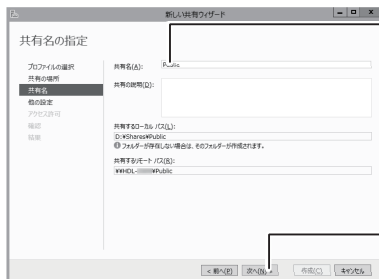 新しい共有ウィザード
共有名の指定
プロファイルの選択
共有の場所
共有名
他の設定
アクセス許可
確認
結果
共有名(A):
Public
共有の説明(D):
共有するローカル パス(L):
D:¥Shares¥Public
フォルダーが存在しない場合は、そのフォルダーが作成されます。
共有するリモート パス(R):
¥¥HDL-
¥Public
< 前へ(P)
次へ(N)
作成(C)
キャンセル